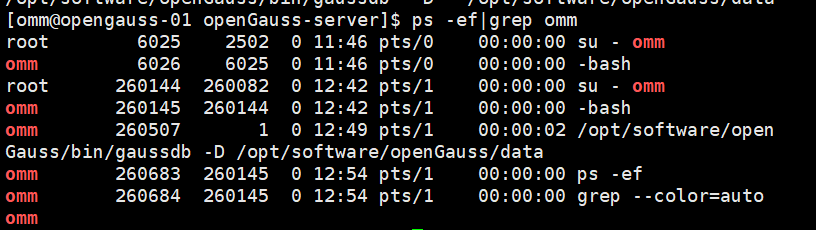 [omm@opengauss-01 openGauss-server]$ ps -ef|grep omm
root 6025 2502 0 11:46 pts/0 00:00:00 su - omm
omm 6026 6025 0 11:46 pts/0 00:00:00 -bash
root 260144 260082 0 12:42 pts/1 00:00:00 su - omm
omm 260145 260144 0 12:42 pts/1 00:00:00 -bash
omm 260507 1 0 12:49 pts/1 00:00:02 /opt/software/open
Gauss/bin/gaussdb -D /opt/software/openGauss/data
omm 260683 260145 0 12:54 pts/1 00:00:00 ps -ef
omm 260684 260145 0 12:54 pts/1 00:00:00 grep --color=auto
omm